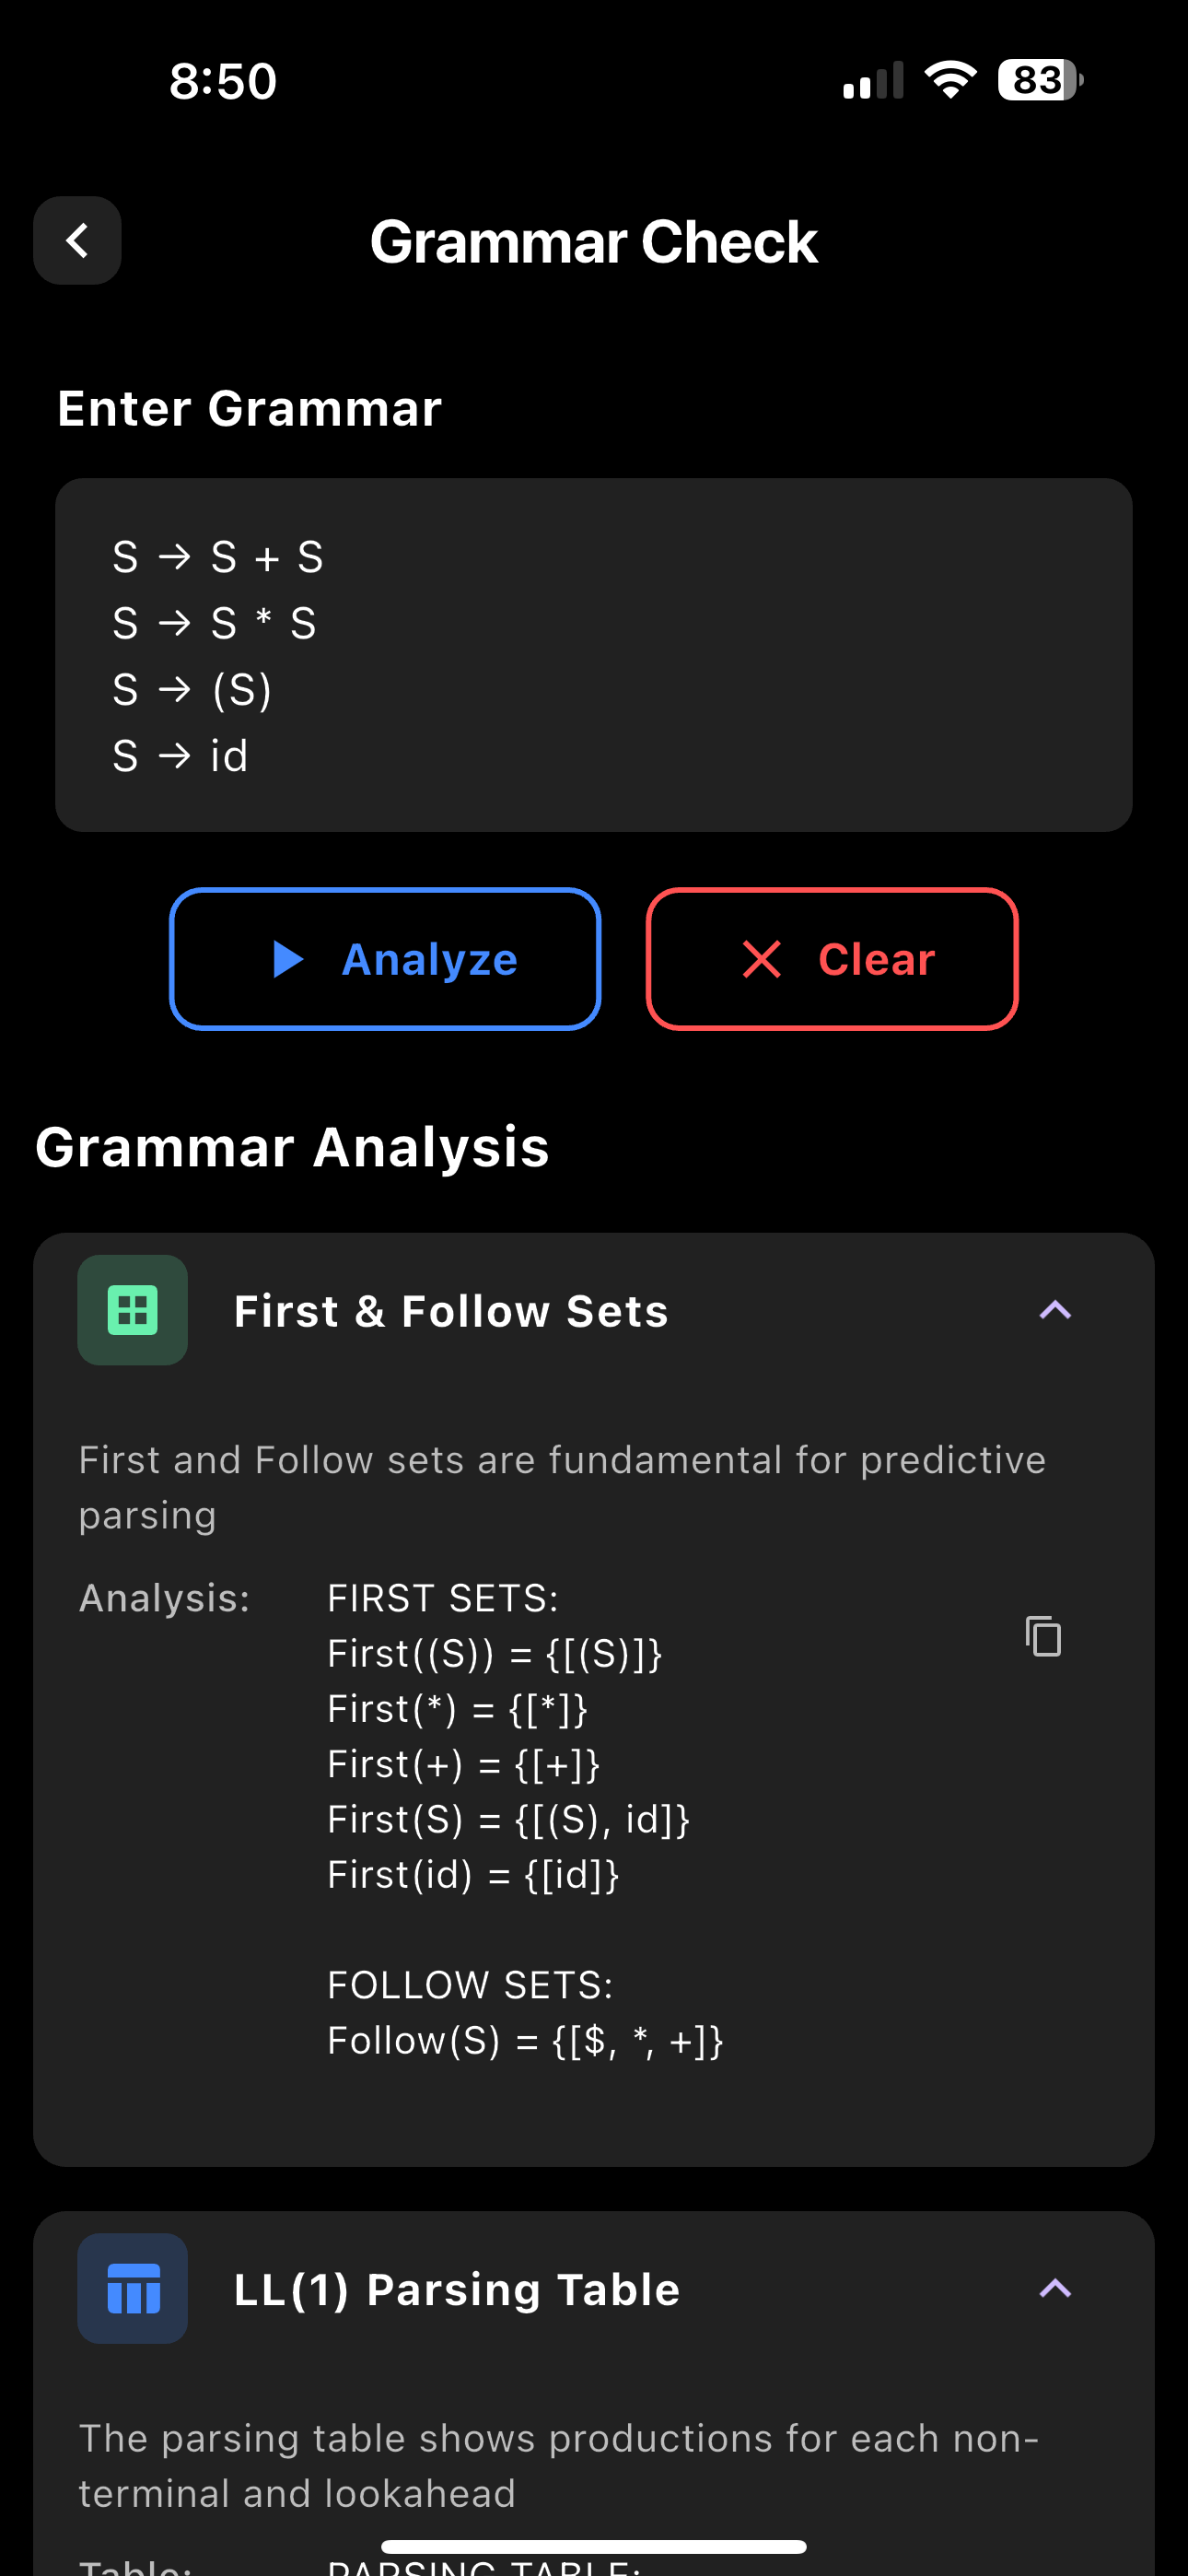 8:50
83
Grammar Check
Enter Grammar
S → S + S
S → S * S
S → (S)
S → id
Analyze
Clear
Grammar Analysis
First & Follow Sets
First and Follow sets are fundamental for predictive
parsing
Analysis:
FIRST SETS:
First((S)) = {[(S)]}
First(*) = {[*]}
First(+) = {[+]}
First(S) = {[(S), id]}
First(id) = {[id]}
FOLLOW SETS:
Follow(S) = {[$, *, +]}
LL(1) Parsing Table
The parsing table shows productions for each non-
terminal and lookahead
Table:
PARSING TABLE: